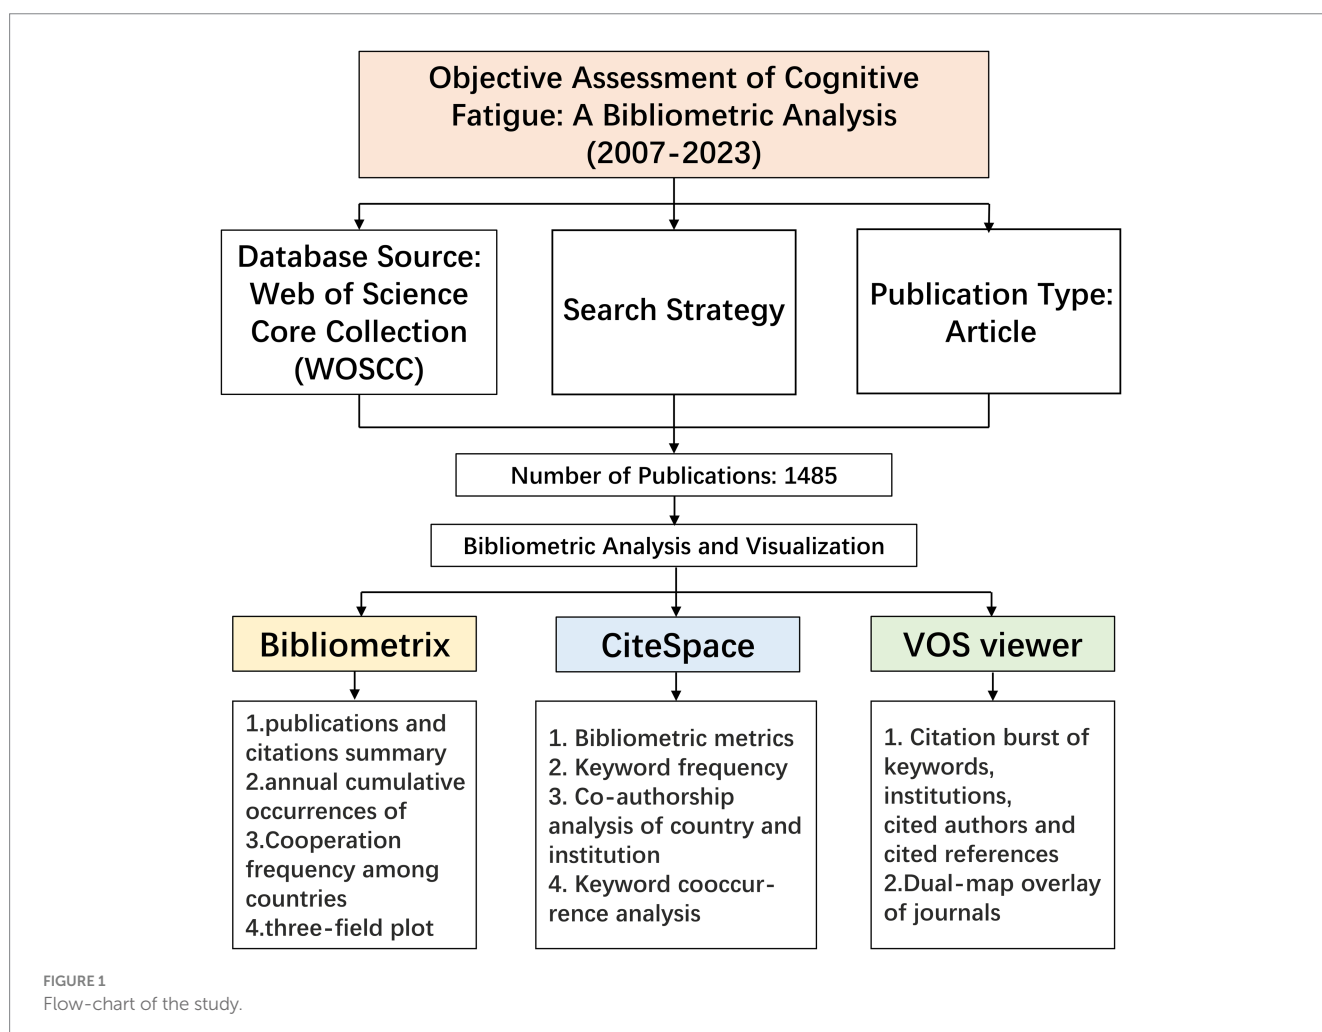 Objective Assessment of Cognitive
Fatigue: A Bibliometric Analysis
(2007-2023)
Database Source:
Web of Science
Core Collection
(WOSCC)
Search Strategy
Publication Type:
Article
Number of Publications: 1485
Bibliometric Analysis and Visualization
Bibliometrix
CiteSpace
VOS viewer
1.publications and
citations summary
2.annual cumulative
occurrences of
3.Cooperation
frequency among
countries
4.three-field plot
1. Bibliometric metrics
2. Keyword frequency
3. Co-authorship
analysis of country and
institution
4. Keyword cooccur-
rence analysis
1. Citation burst of
keywords,
institutions,
cited authors and
cited references
2.Dual-map overlay
of journals
FIGURE 1
Flow-chart of the study.